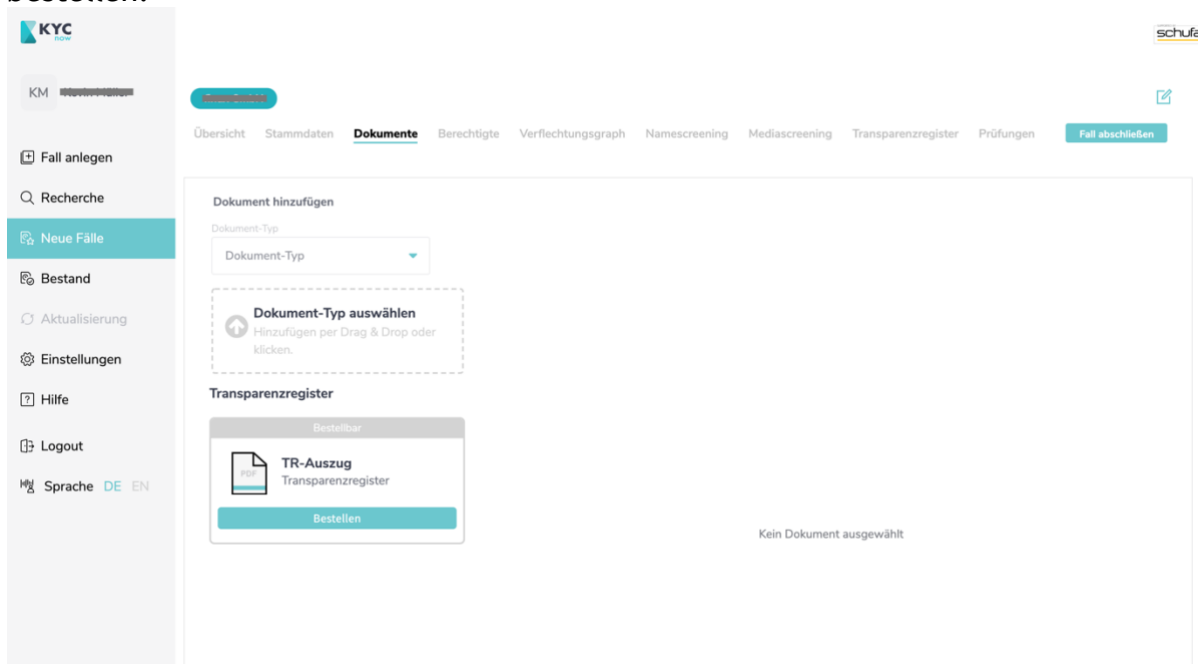 bestellen.
KYC
now
schufa
KM
Übersicht Stammdaten Dokumente Berechtigte Verflechtungsgraph Namescreening Mediascreening Transparenzregister Prüfungen Fall abschließen
Fall anlegen
Recherche
Neue Fälle
Bestand
Aktualisierung
Einstellungen
Hilfe
Logout
Sprache DE EN
Dokument hinzufügen
Dokument-Typ
Dokument-Typ
Dokument-Typ auswählen
Hinzufügen per Drag & Drop oder
klicken.
Transparenzregister
Bestellbar
PDF
TR-Auszug
Transparenzregister
Bestellen
Kein Dokument ausgewählt